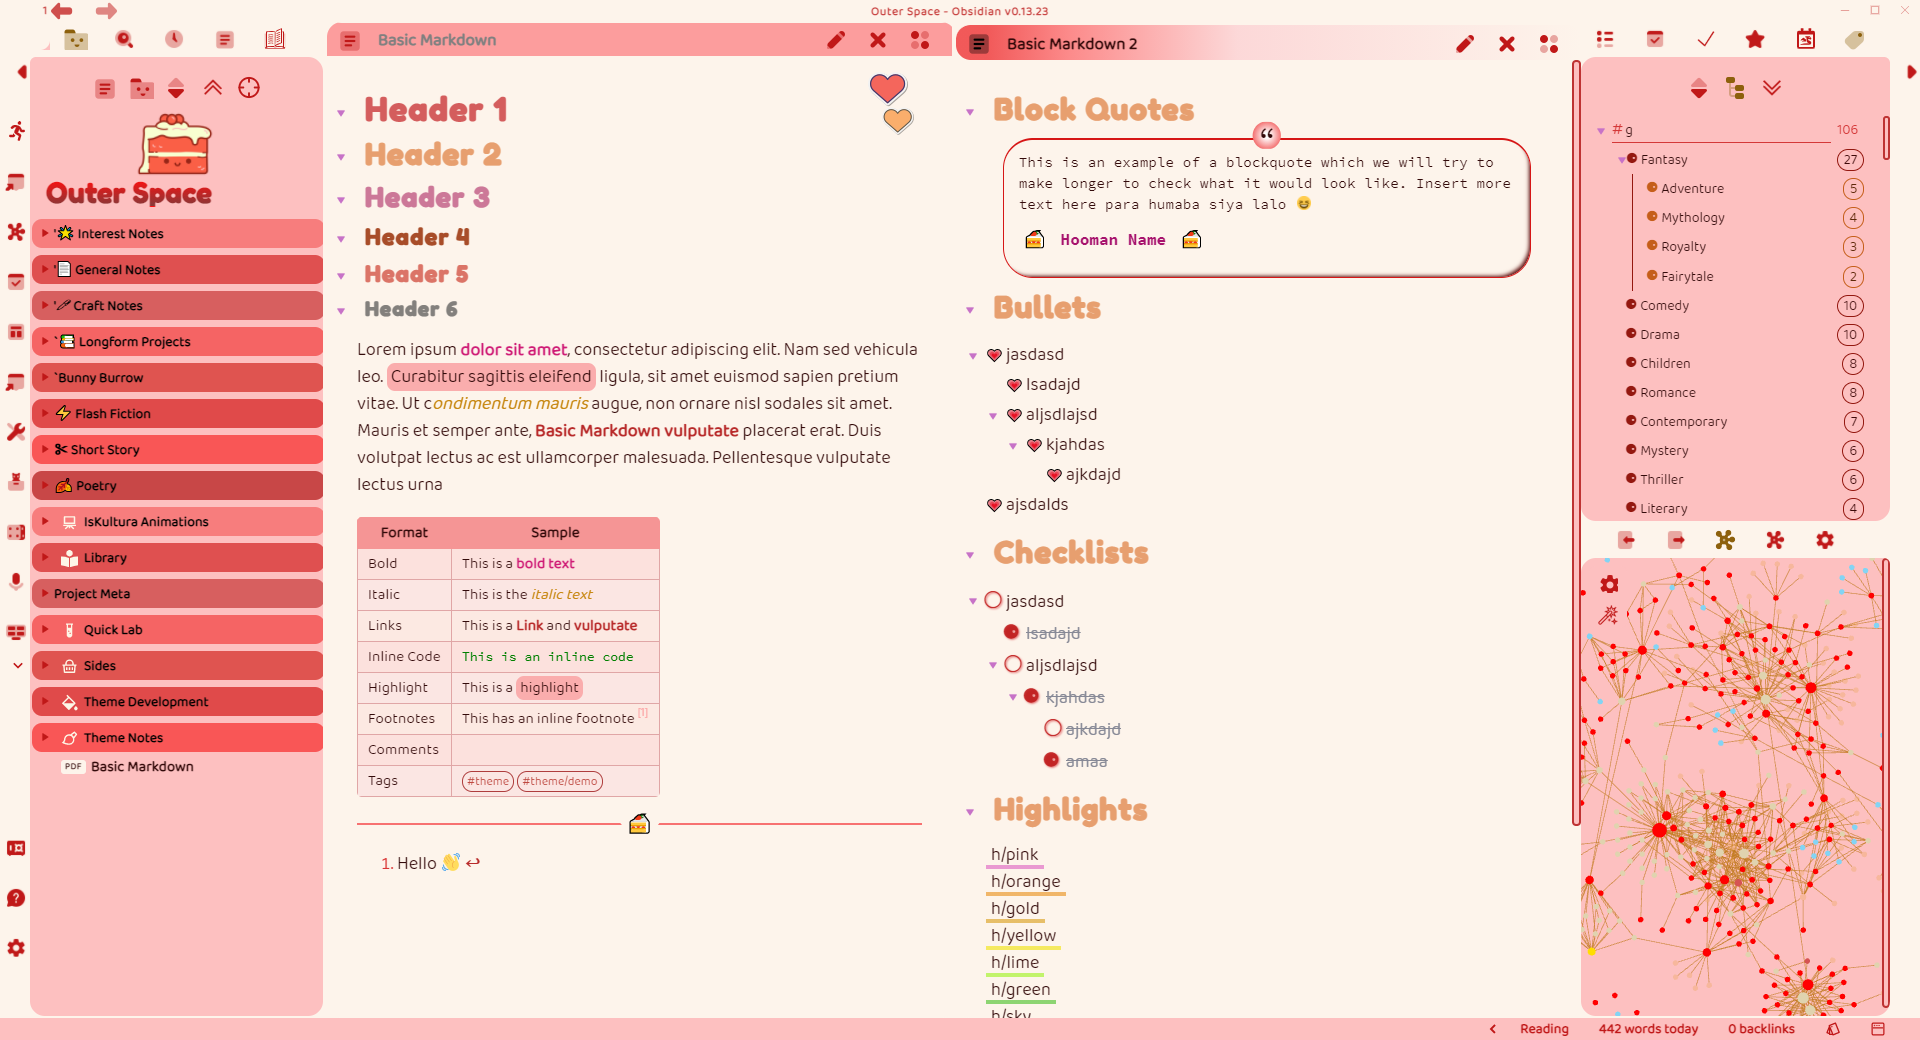 1
Outer Space - Obsidian v0.13.23
Outer Space
Interest Notes
General Notes
Craft Notes
Longform Projects
Bunny Burrow
Flash Fiction
Short Story
Poetry
IsKultura Animations
Library
Project Meta
Quick Lab
Sides
Theme Development
Theme Notes
PDF Basic Markdown
Basic Markdown
Header 1
Header 2
Header 3
Header 4
Header 5
Header 6
Lorem ipsum dolor sit amet, consectetur adipiscing elit. Nam sed vehicula
leo. Curabitur sagittis eleifend ligula, sit amet euismod sapien pretium
vitae. Ut condimentum mauris augue, non ornare nisl sodales sit amet.
Mauris et semper ante, Basic Markdown vulputate placerat erat. Duis
volutpat lectus ac est ullamcorper malesuada. Pellentesque vulputate
lectus urna
Format Sample
Bold This is a bold text
Italic This is the italic text
Links This is a Link and vulputate
Inline Code This is an inline code
Highlight This is a highlight
Footnotes This has an inline footnote [1]
Comments
Tags #theme #theme/demo
1. Hello 👋 ↩
Basic Markdown 2
Block Quotes
“
This is an example of a blockquote which we will try to
make longer to check what it would look like. Insert more
text here para humaba siya lalo 😆
🍰 Hooman Name 🍰
Bullets
jasdasd
lsadajd
aljsdlajsd
kjahdas
ajkdajd
ajsdalds
Checklists
jasdasd
lsadajd
aljsdlajsd
kjahdas
ajkdajd
amaa
Highlights
h/pink
h/orange
h/gold
h/yellow
h/lime
h/green
h/sky
# g 106
Fantasy 27
Adventure 5
Mythology 4
Royalty 3
Fairytale 2
Comedy 10
Drama 10
Children 8
Romance 8
Contemporary 7
Mystery 6
Thriller 6
Literary 4
Reading 442 words today 0 backlinks